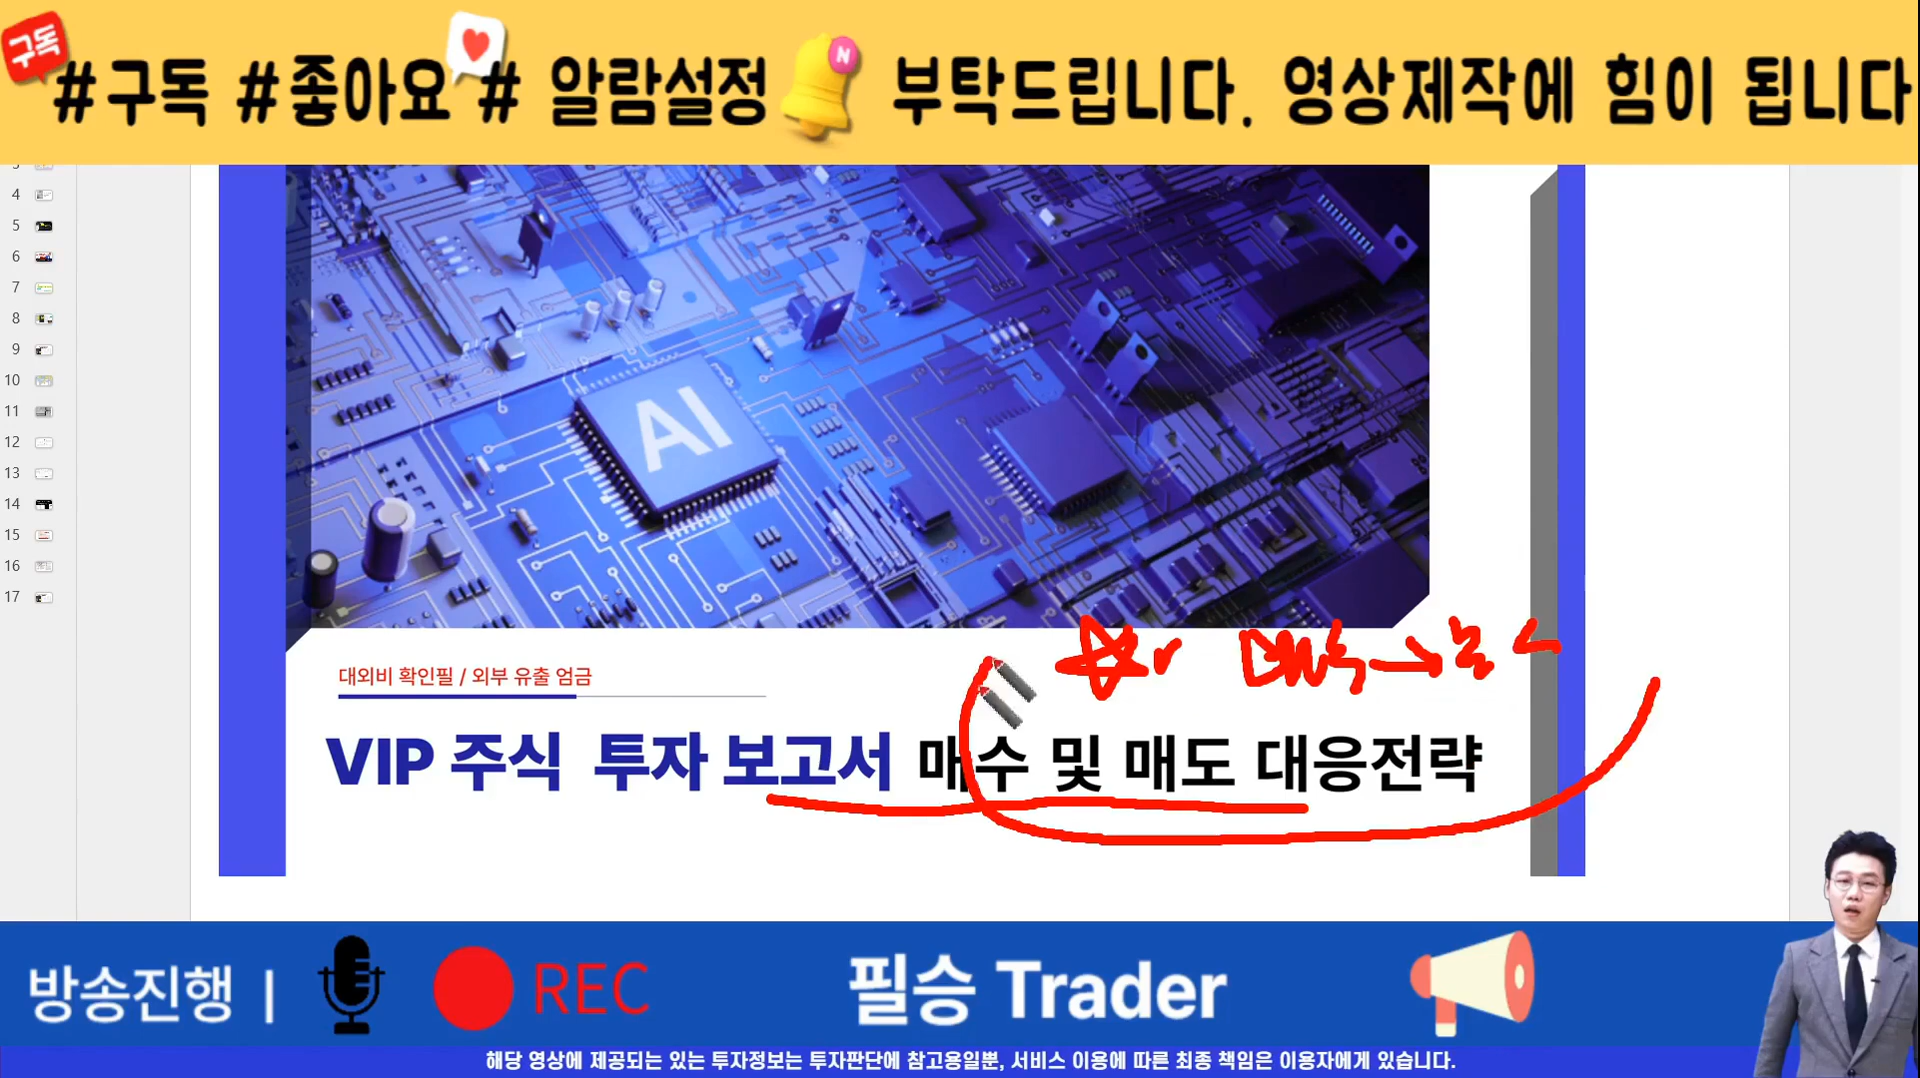 구독
N
#구독 #좋아요 # 알람설정 부탁드립니다. 영상제작에 힘이 됩니다
4
5
6
7
8
9
10
11
12
13
14
15
16
17
AI
대외비 확인필 / 외부 유출 엄금
VIP 주식 투자 보고서 매수 및 매도 대응전략
방송진행 |
REC
필승 Trader
해당 영상에 제공되는 있는 투자정보는 투자판단에 참고용일뿐, 서비스 이용에 따른 최종 책임은 이용자에게 있습니다.